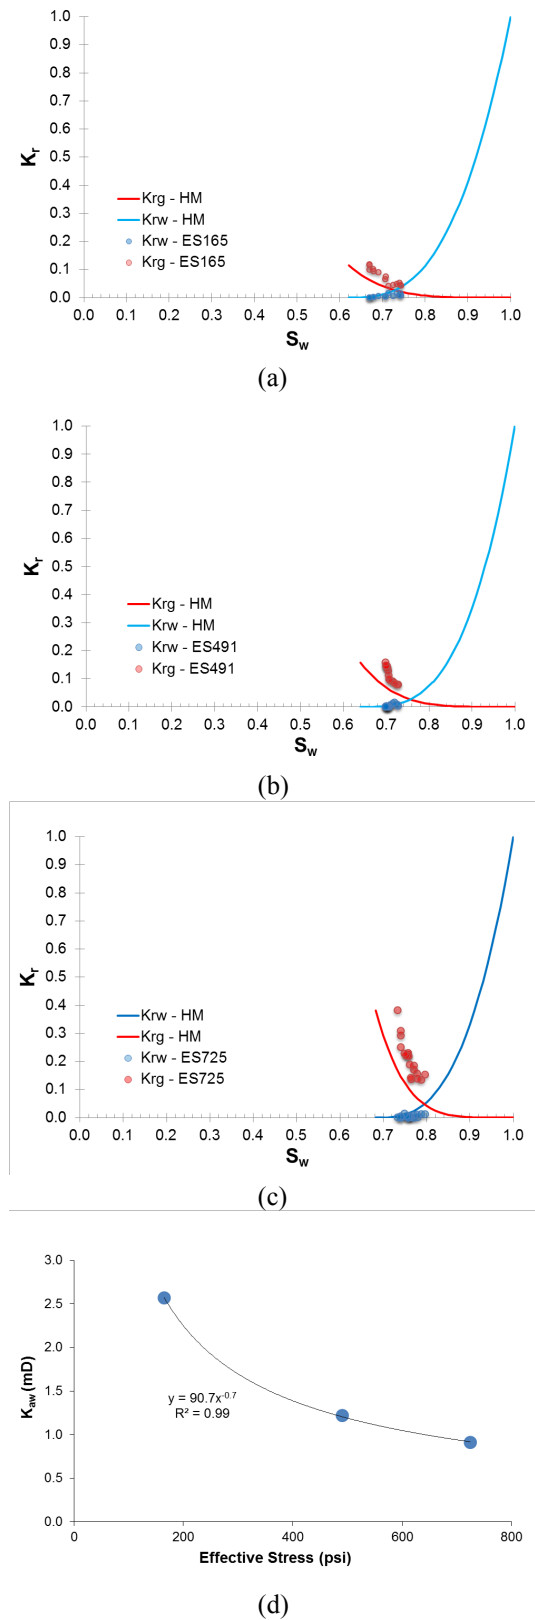 1.0
0.9
0.8
0.7
0.6
0.5
0.4
0.3
0.2
0.1
0.0
Kr
Krg - HM
Krw - HM
Krw - ES165
Krg - ES165
0.0 0.1 0.2 0.3 0.4 0.5 0.6 0.7 0.8 0.9 1.0
Sw
(a)
1.0
0.9
0.8
0.7
0.6
0.5
0.4
0.3
0.2
0.1
0.0
Kr
Krg - HM
Krw - HM
Krw - ES491
Krg - ES491
0.0 0.1 0.2 0.3 0.4 0.5 0.6 0.7 0.8 0.9 1.0
Sw
(b)
1.0
0.9
0.8
0.7
0.6
0.5
0.4
0.3
0.2
0.1
0.0
Kr
Krw - HM
Krg - HM
Krw - ES725
Krg - ES725
0.0 0.1 0.2 0.3 0.4 0.5 0.6 0.7 0.8 0.9 1.0
Sw
(c)
3.0
2.5
2.0
1.5
1.0
0.5
0.0
Kaw (mD)
y = 90.7x^-0.7
R² = 0.99
0 200 400 600 800
Effective Stress (psi)
(d)